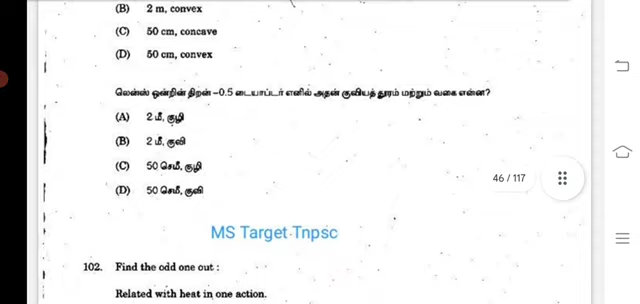 (B) 2 m, convex
(C) 50 cm, concave
(D) 50 cm, convex
லென்ஸ் ஒன்றின் திறன் –0.5 டையாப்டர் எனில் அதன் குவியத் தூரம் மற்றும் வகை என்ன?
(A) 2 மீ, குழி
(B) 2 மீ, குவி
(C) 50 செமீ, குழி
(D) 50 செமீ, குவி
46 / 117
MS Target Tnpsc
102. Find the odd one out :
Related with heat in one action.